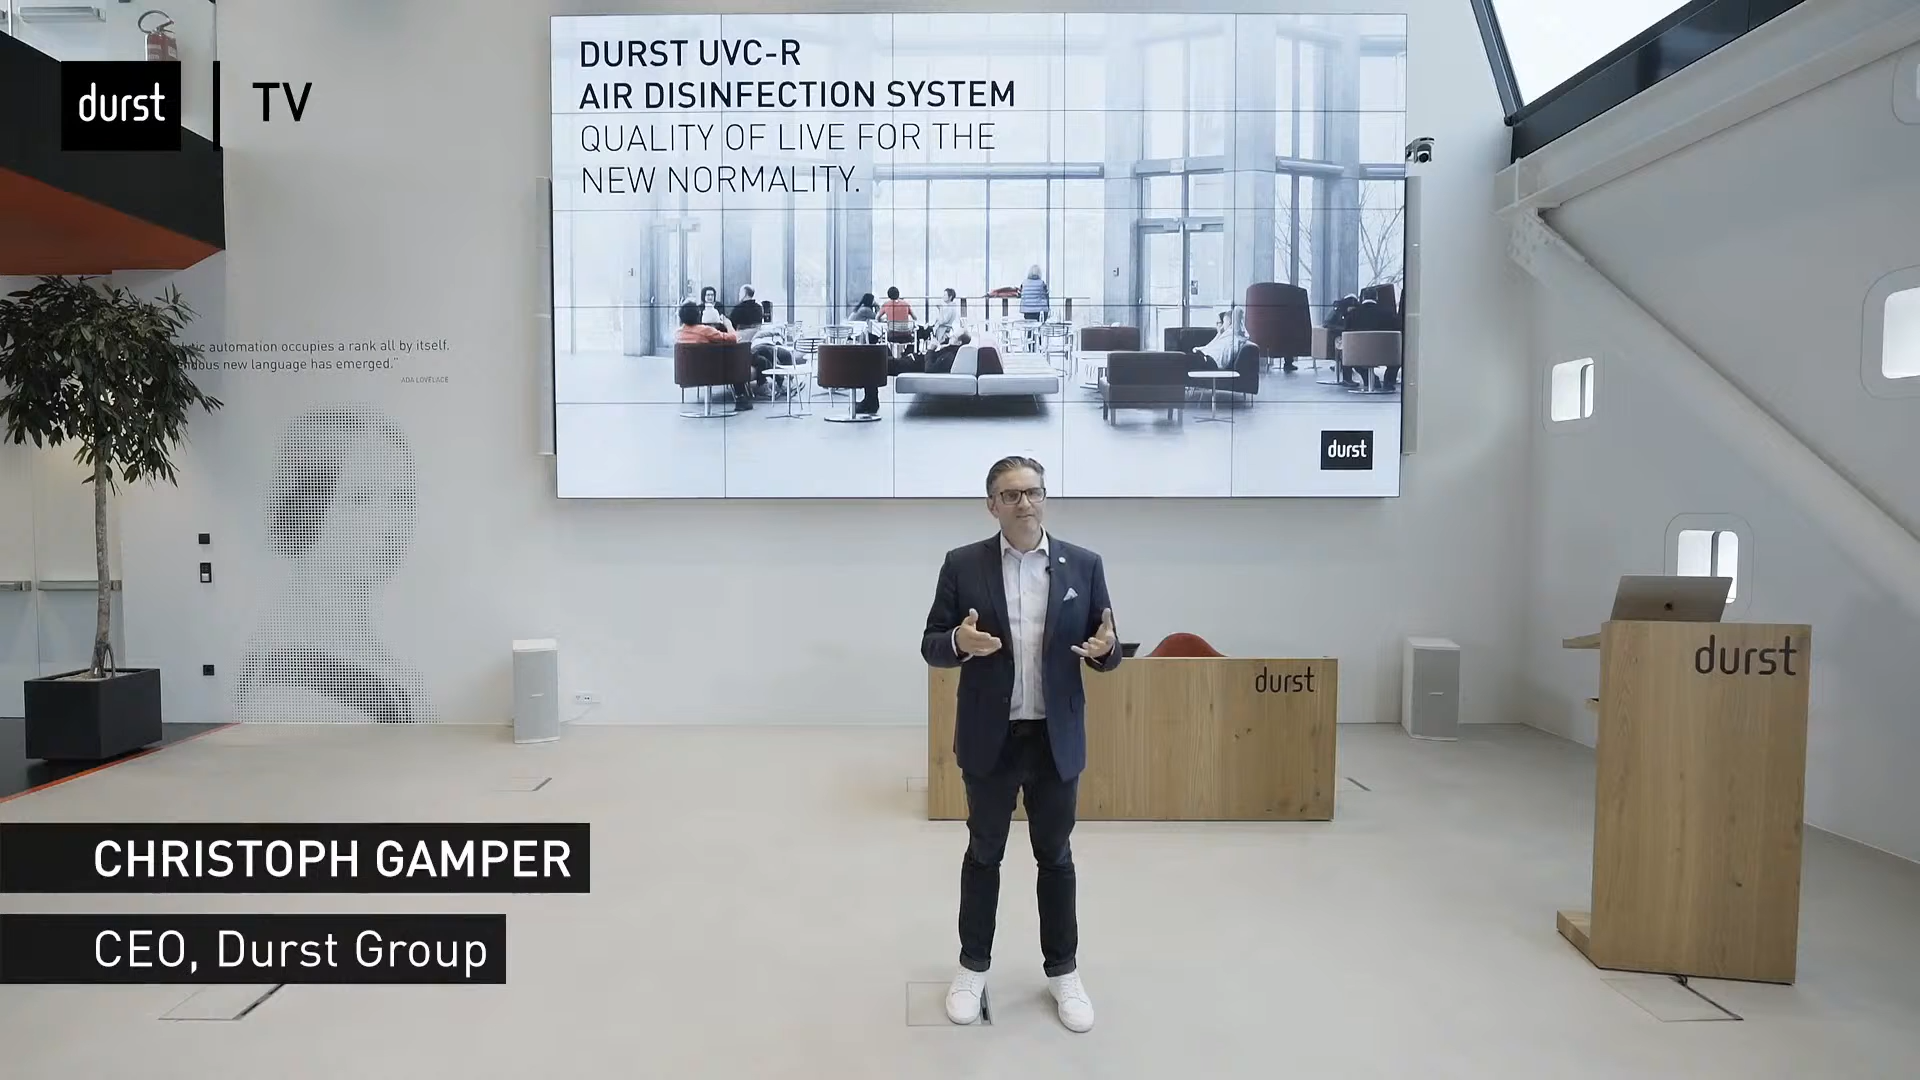 durst TV
DURST UVC-R
AIR DISINFECTION SYSTEM
QUALITY OF LIVE FOR THE
NEW NORMALITY.
durst
automation occupies a rank all by itself.
new language has emerged."
ADA LOVELACE
durst
durst
CHRISTOPH GAMPER
CEO, Durst Group